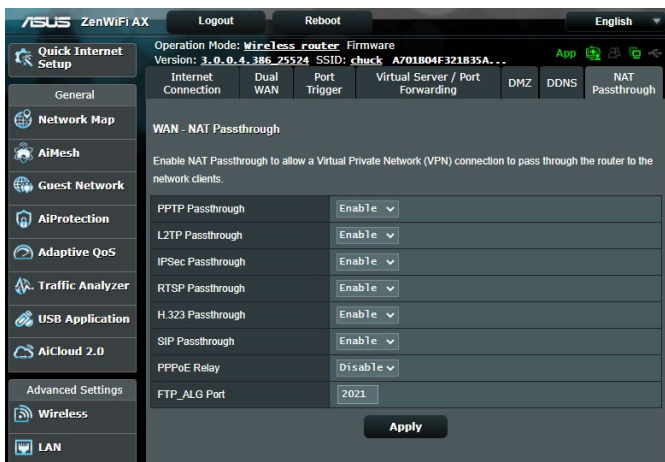 ASUS ZenWiFi AX Logout Reboot English
Quick Internet Setup
Operation Mode: Wireless router Firmware
Version: 3.0.0.4.386_25524 SSID: chuck A701B04F321B35A...
App
Internet Connection Dual WAN Port Trigger Virtual Server / Port Forwarding DMZ DDNS NAT Passthrough
General
Network Map
AiMesh
Guest Network
AiProtection
Adaptive QoS
Traffic Analyzer
USB Application
AiCloud 2.0
Advanced Settings
Wireless
LAN
WAN - NAT Passthrough
Enable NAT Passthrough to allow a Virtual Private Network (VPN) connection to pass through the router to the
network clients.
PPTP Passthrough Enable
L2TP Passthrough Enable
IPSec Passthrough Enable
RTSP Passthrough Enable
H.323 Passthrough Enable
SIP Passthrough Enable
PPPoE Relay Disable
FTP_ALG Port 2021
Apply